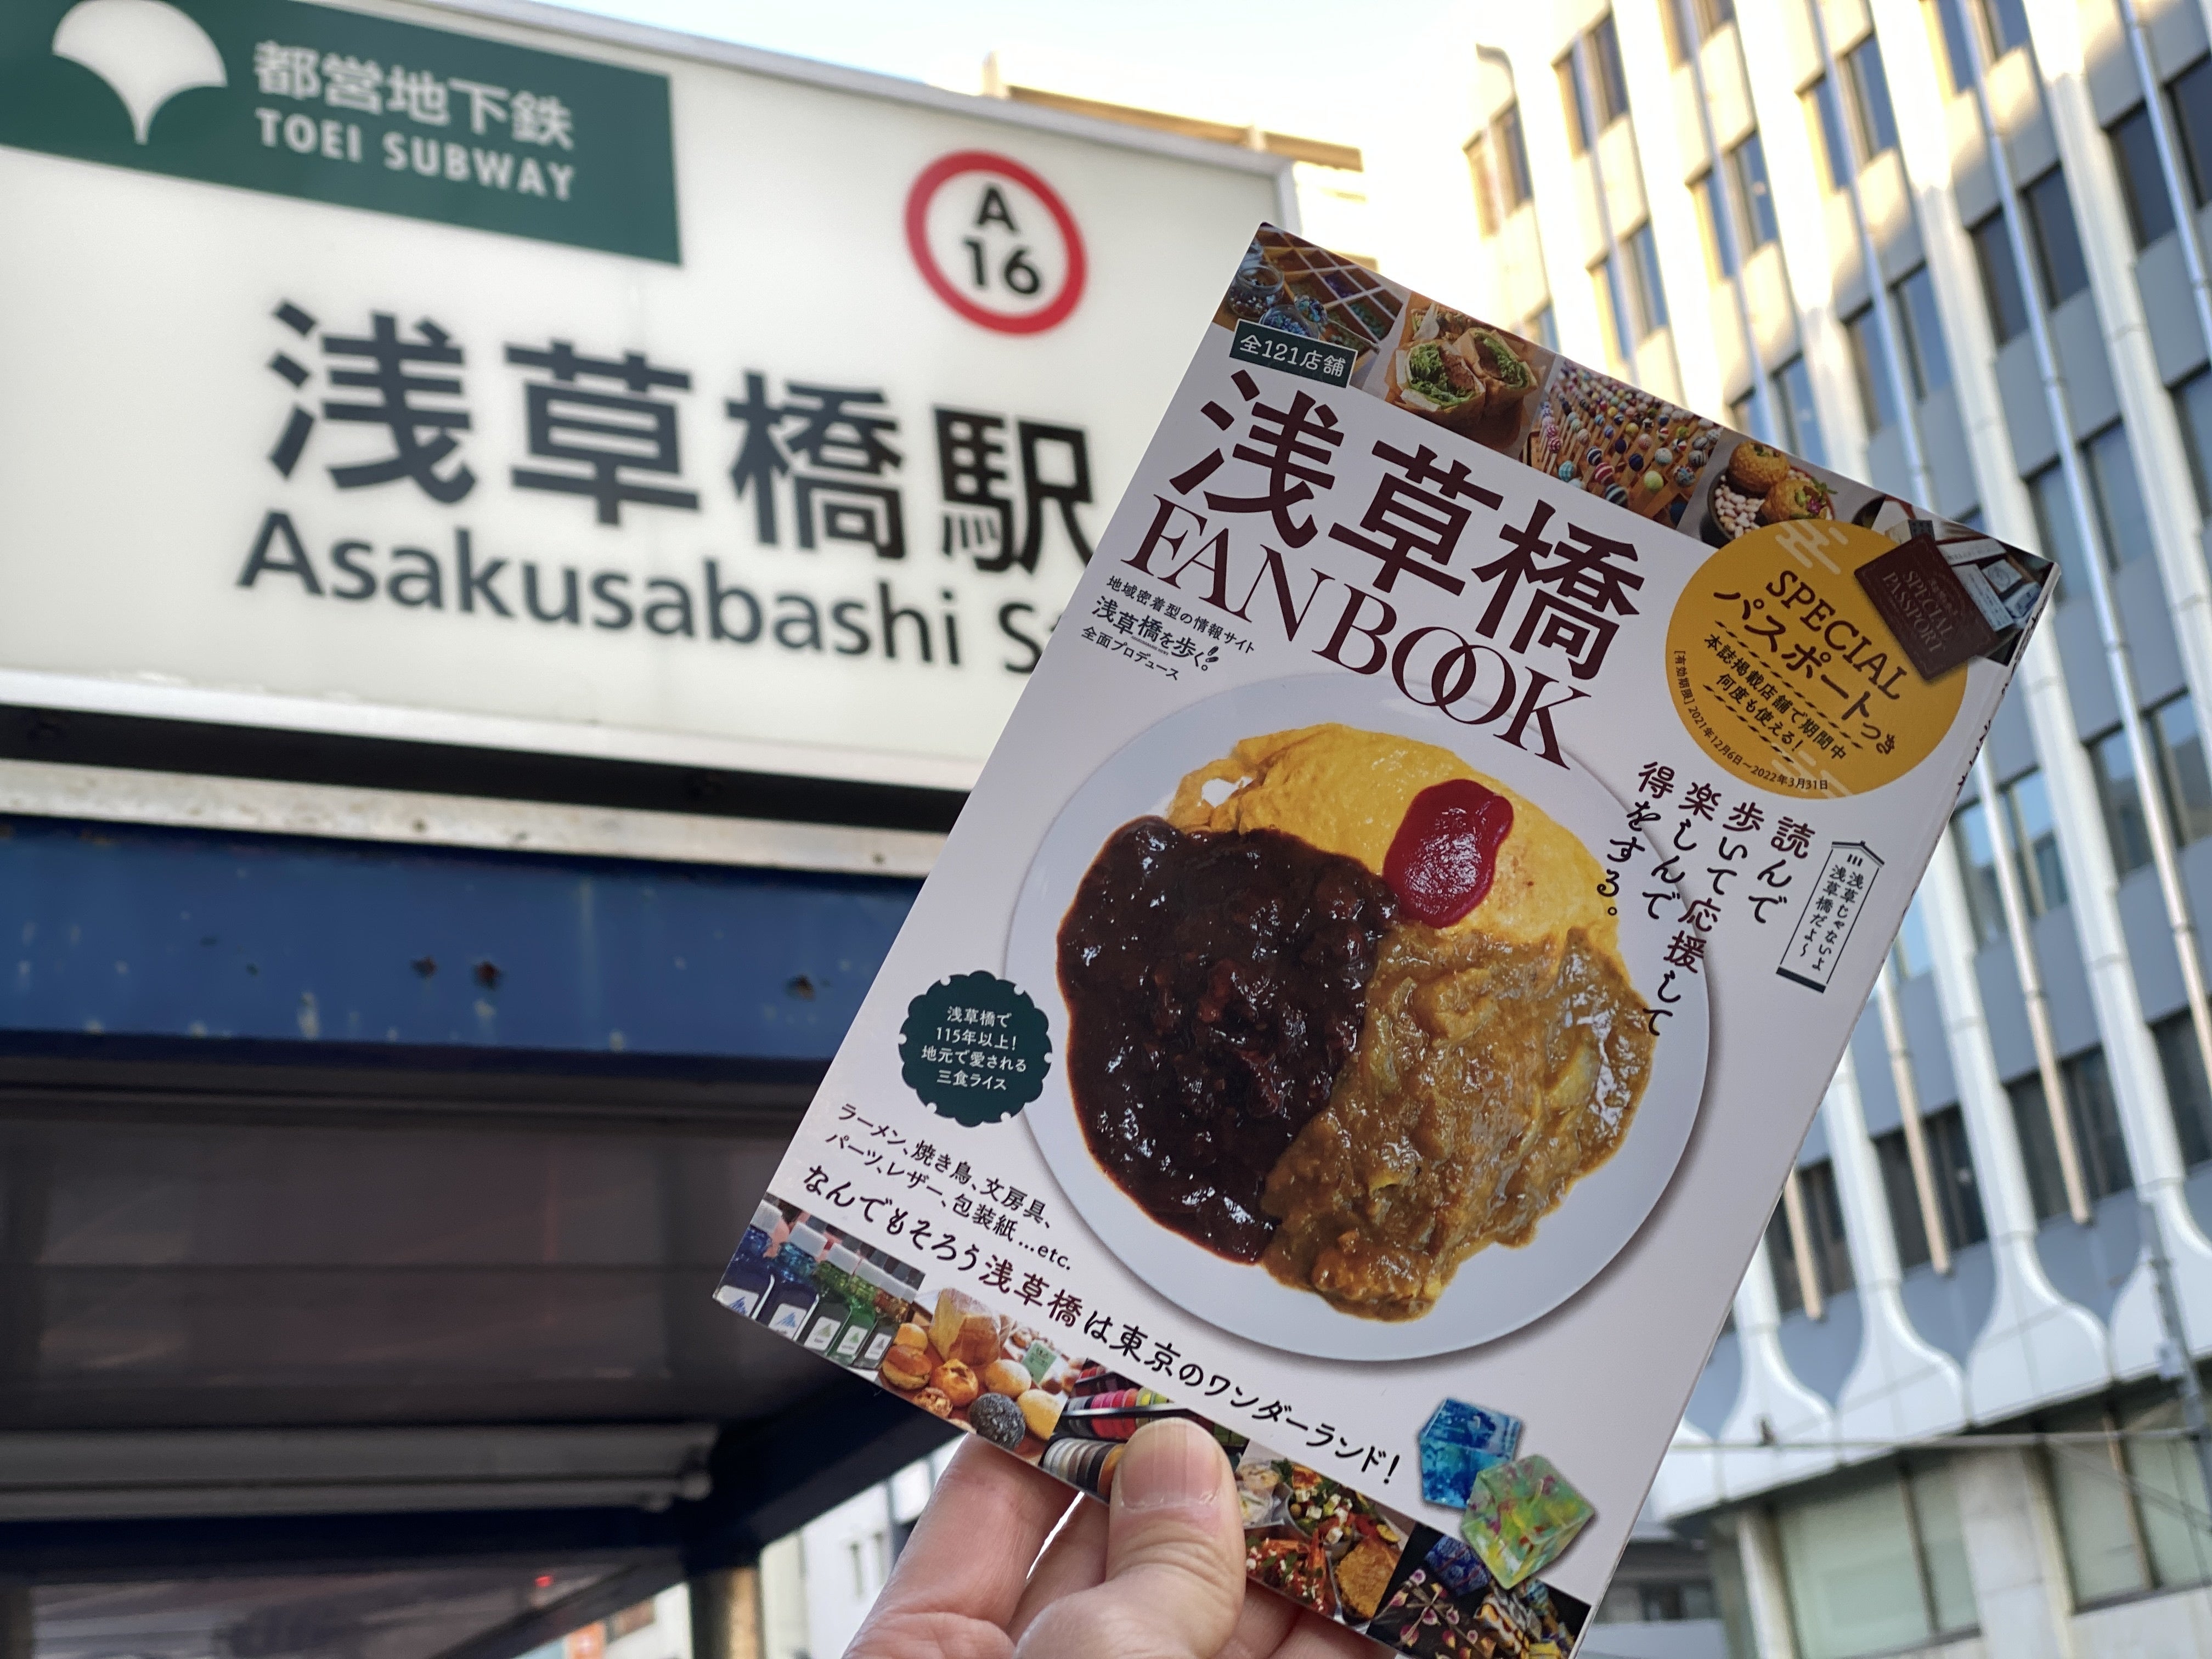 都営地下鉄
TOEI SUBWAY
A
16
浅草橋駅
Asakusabashi S
全121店舗
浅草橋
FANBOOK
地域密着型の情報サイト
浅草橋を歩く。
全面プロデュース
SPECIAL
PASSPORT
SPECIAL
パスポートつき
本誌掲載店舗で期間中
何度も使える!
[有効期限] 2021年12月6日~2022年3月31日
読んで
歩いて応援して
楽しんで
得をする。
浅草じゃないよ
浅草橋だよ~
浅草橋で
115年以上!
地元で愛される
三食ライス
ラーメン、焼き鳥、文房具、
パーツ、レザー、包装紙...etc.
なんでもそろう浅草橋は東京のワンダーランド!